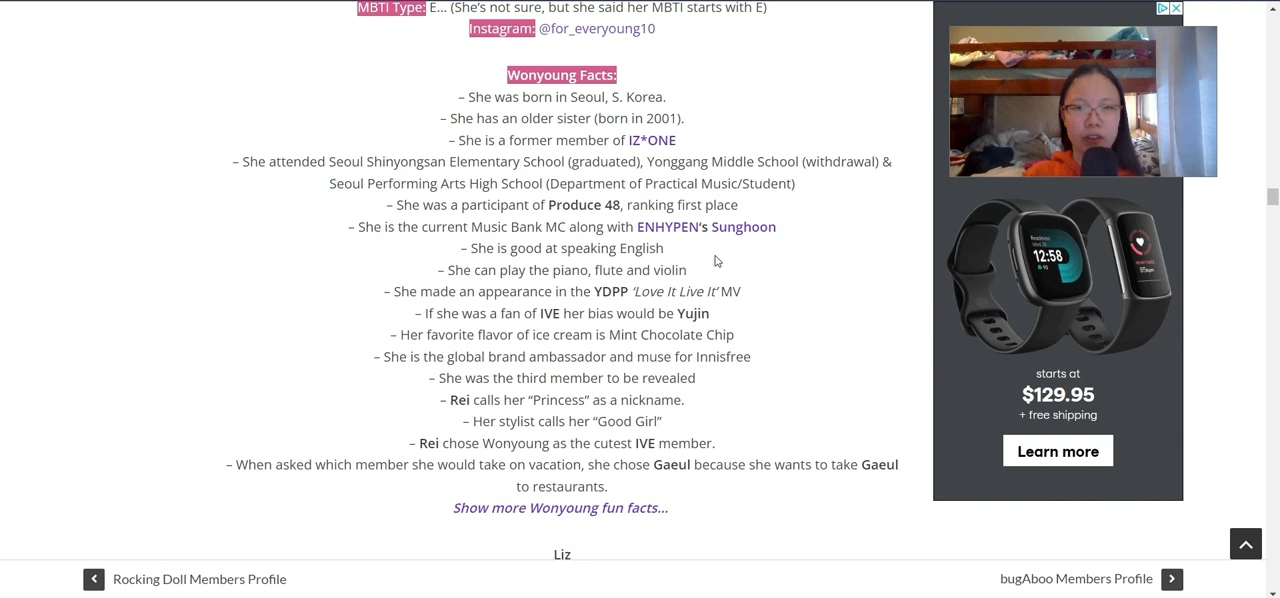 MBTI Type: E... (She's not sure, but she said her MBTI starts with E)
Instagram: @for_everyoung10
Wonyoung Facts:
– She was born in Seoul, S. Korea.
– She has an older sister (born in 2001).
– She is a former member of IZ*ONE
– She attended Seoul Shinyongsan Elementary School (graduated), Yonggang Middle School (withdrawal) &
Seoul Performing Arts High School (Department of Practical Music/Student)
– She was a participant of Produce 48, ranking first place
– She is the current Music Bank MC along with ENHYPEN's Sunghoon
– She is good at speaking English
– She can play the piano, flute and violin
– She made an appearance in the YDPP 'Love It Live It' MV
– If she was a fan of IVE her bias would be Yujin
– Her favorite flavor of ice cream is Mint Chocolate Chip
– She is the global brand ambassador and muse for Innisfree
– She was the third member to be revealed
– Rei calls her “Princess” as a nickname.
– Her stylist calls her “Good Girl”
– Rei chose Wonyoung as the cutest IVE member.
– When asked which member she would take on vacation, she chose Gaeul because she wants to take Gaeul
to restaurants.
Show more Wonyoung fun facts...
Liz
Rocking Doll Members Profile
bugAboo Members Profile
Readiness
12:58
starts at
$129.95
+ free shipping
Learn more